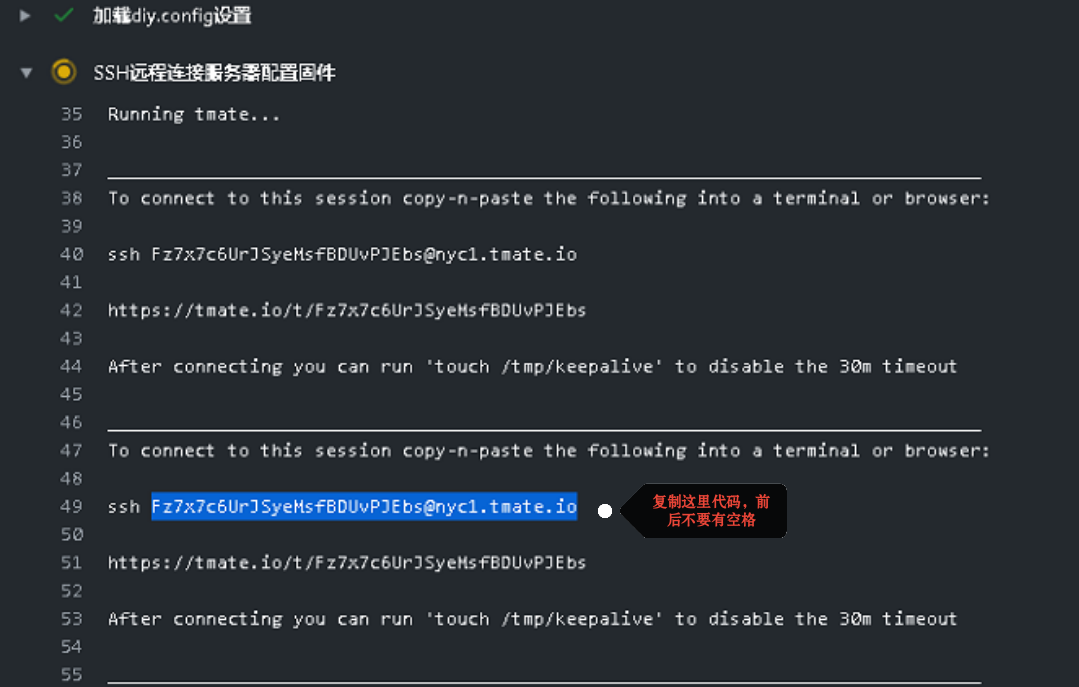 加载diy.config设置
SSH远程连接服务器配置固件
35 Running tmate...
36
37
38 To connect to this session copy-n-paste the following into a terminal or browser:
39
40 ssh Fz7x7c6UrJSyeMsfBDUvPJEbs@nyc1.tmate.io
41
42 https://tmate.io/t/Fz7x7c6UrJSyeMsfBDUvPJEbs
43
44 After connecting you can run 'touch /tmp/keepalive' to disable the 30m timeout
45
46
47 To connect to this session copy-n-paste the following into a terminal or browser:
48
49 ssh Fz7x7c6UrJSyeMsfBDUvPJEbs@nyc1.tmate.io
复制这里代码，前
后不要有空格
50
51 https://tmate.io/t/Fz7x7c6UrJSyeMsfBDUvPJEbs
52
53 After connecting you can run 'touch /tmp/keepalive' to disable the 30m timeout
54
55